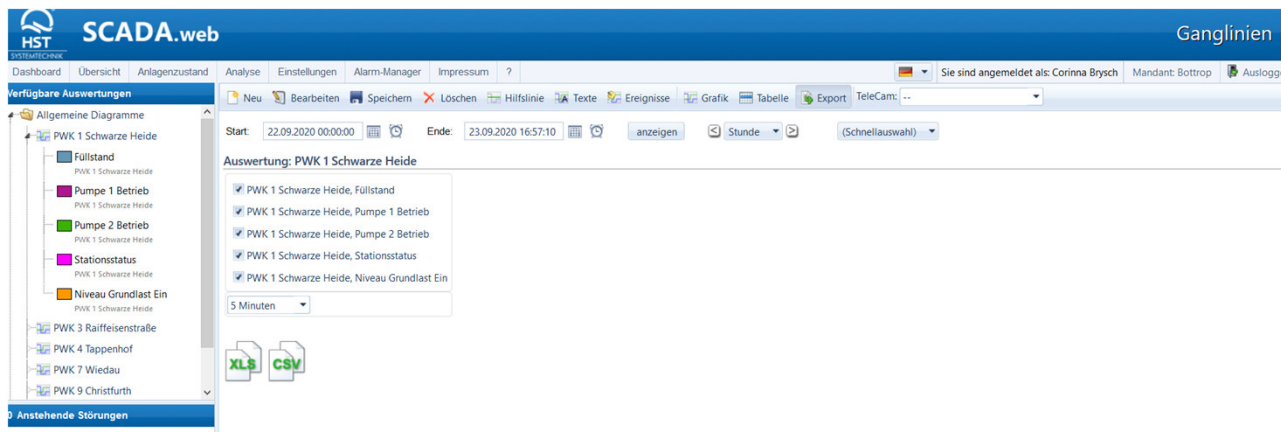 HST
SYSTEMTECHNIK
SCADA.web
Ganglinien
Dashboard Übersicht Anlagenzustand Analyse Einstellungen Alarm-Manager Impressum ? Sie sind angemeldet als: Corinna Brysch Mandant: Bottrop Auslogge
Verfügbare Auswertungen
Neu Bearbeiten Speichern Löschen Hilfslinie Texte Ereignisse Grafik Tabelle Export TeleCam: --
Allgemeine Diagramme
PWK 1 Schwarze Heide
Füllstand
PWK 1 Schwarze Heide
Pumpe 1 Betrieb
PWK 1 Schwarze Heide
Pumpe 2 Betrieb
PWK 1 Schwarze Heide
Stationsstatus
PWK 1 Schwarze Heide
Niveau Grundlast Ein
PWK 1 Schwarze Heide
PWK 3 Raiffeisenstraße
PWK 4 Tappenhof
PWK 7 Wiedau
PWK 9 Christfurth
0 Anstehende Störungen
Start: 22.09.2020 00:00:00 Ende: 23.09.2020 16:57:10 anzeigen Stunde (Schnellauswahl)
Auswertung: PWK 1 Schwarze Heide
PWK 1 Schwarze Heide, Füllstand
PWK 1 Schwarze Heide, Pumpe 1 Betrieb
PWK 1 Schwarze Heide, Pumpe 2 Betrieb
PWK 1 Schwarze Heide, Stationsstatus
PWK 1 Schwarze Heide, Niveau Grundlast Ein
5 Minuten
XLS CSV